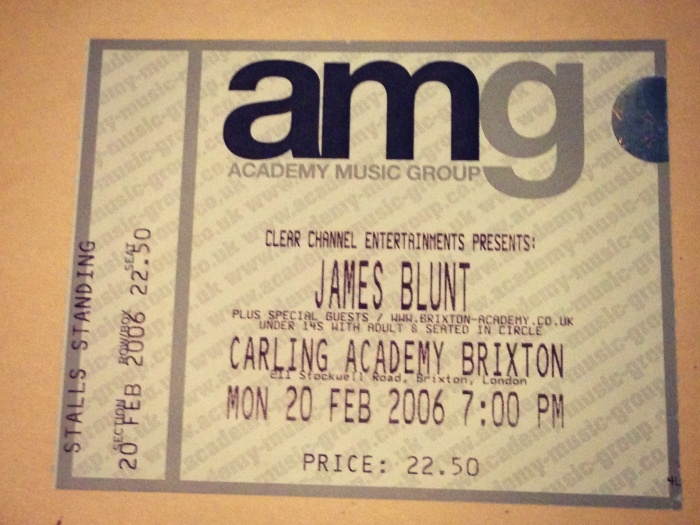 amg
ACADEMY MUSIC GROUP
CLEAR CHANNEL ENTERTAINMENTS PRESENTS:
JAMES BLUNT
PLUS SPECIAL GUESTS / WWW.BRIXTON-ACADEMY.CO.UK
UNDER 14S WITH ADULT & SEATED IN CIRCLE
CARLING ACADEMY BRIXTON
211 Stockwell Road, Brixton, London
MON 20 FEB 2006 7:00 PM
PRICE: 22.50
STALLS STANDING
SECTION ROW/BOX SEAT
20 FEB 2006 22.50